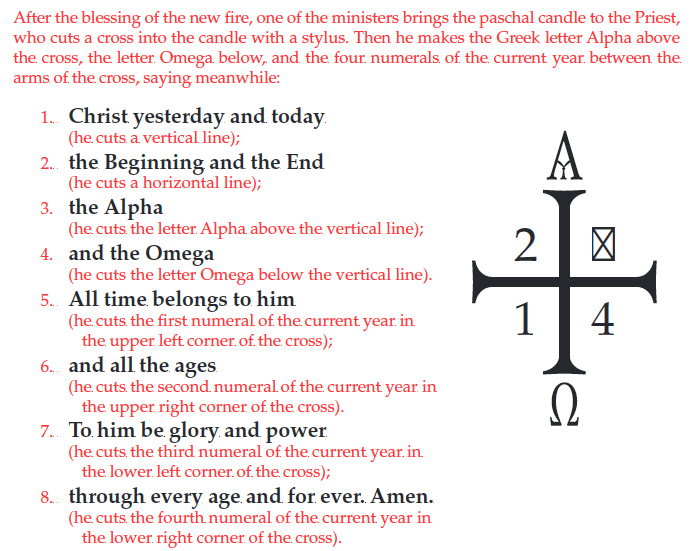 After the blessing of the new fire, one of the ministers brings the paschal candle to the Priest,
who cuts a cross into the candle with a stylus. Then he makes the Greek letter Alpha above
the cross, the letter Omega below, and the four numerals of the current year between the
arms of the cross, saying meanwhile:
1. Christ yesterday and today
(he cuts a vertical line);
2. the Beginning and the End
(he cuts a horizontal line);
3. the Alpha
(he cuts the letter Alpha above the vertical line);
4. and the Omega
(he cuts the letter Omega below the vertical line).
5. All time belongs to him
(he cuts the first numeral of the current year in
the upper left corner of the cross);
6. and all the ages
(he cuts the second numeral of the current year in
the upper right corner of the cross).
7. To him be glory and power
(he cuts the third numeral of the current year in
the lower left corner of the cross);
8. through every age and for ever. Amen.
(he cuts the fourth numeral of the current year in
the lower right corner of the cross).
Α
2
1 4
Ω